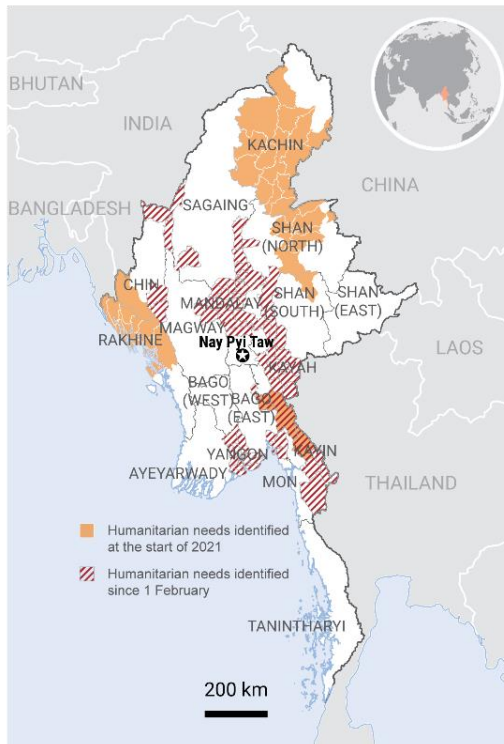 BHUTAN
INDIA
KACHIN
CHINA
BANGLADESH
SAGAING
SHAN
(NORTH)
CHIN
MANDALAY
SHAN
(SOUTH)
SHAN
(EAST)
MAGWAY
RAKHINE
Nay Pyi Taw
LAOS
KAYAH
BAGO
(WEST)
BAGO
(EAST)
YANGON
KAYIN
AYEYARWADY
MON
THAILAND
Humanitarian needs identified
at the start of 2021
Humanitarian needs identified
since 1 February
TANINTHARYI
200 km